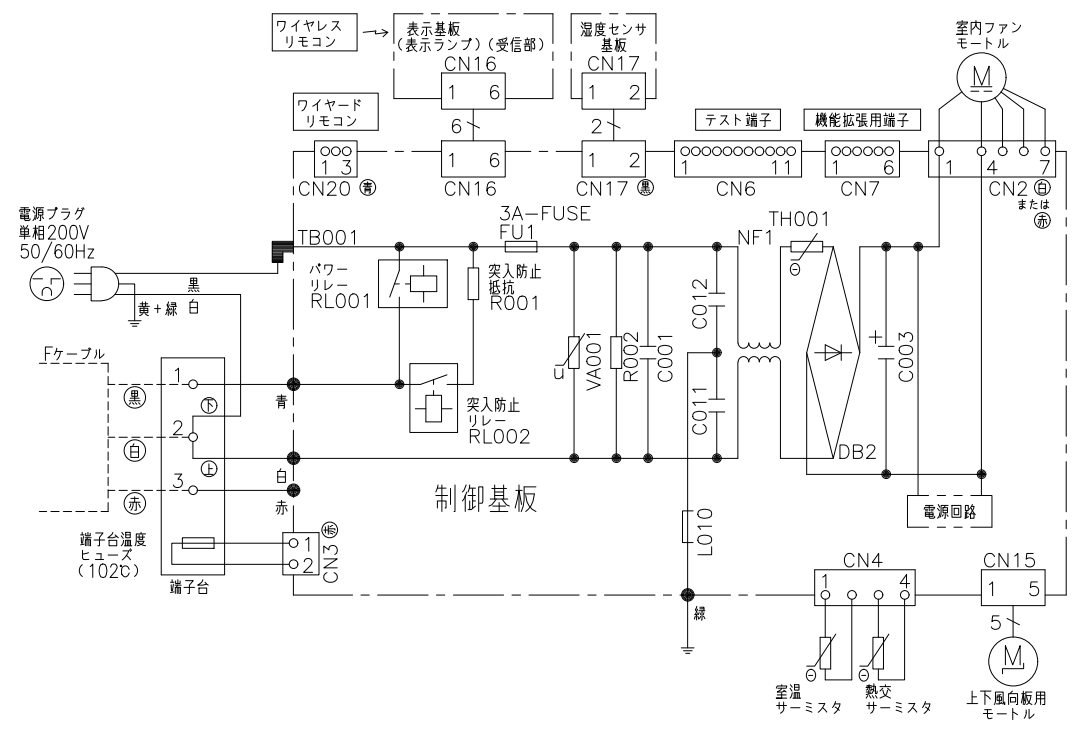 ワイヤレス
リモコン
表示基板
(表示ランプ)(受信部)
CN16
1 6
湿度センサ
基板
CN17
1 2
室内ファン
モートル
M
ワイヤード
リモコン
6
2
テスト端子
機能拡張用端子
1 3
CN20 青
1 6
CN16
1 2
CN17 黒
1 11
CN6
1 6
CN7
1 4 7
CN2 白
または
赤
電源プラグ
単相200V
50/60Hz
黒
黄+緑 白
TB001
3A-FUSE
FU1
NF1
TH001
パワー
リレー
RL001
突入防止
抵抗
R001
突入防止
リレー
RL002
u
VA001
R002
C001
C012
C011
+
C003
DB2
Fケーブル
黒
白
赤
1
下
2
上
3
青
白
赤
制御基板
電源回路
L010
端子台温度
ヒューズ
(102℃)
端子台
1
2
CN3 赤
緑
CN4
1 4
室温
サーミスタ
熱交
サーミスタ
CN15
1 5
5
M
上下風向板用
モートル